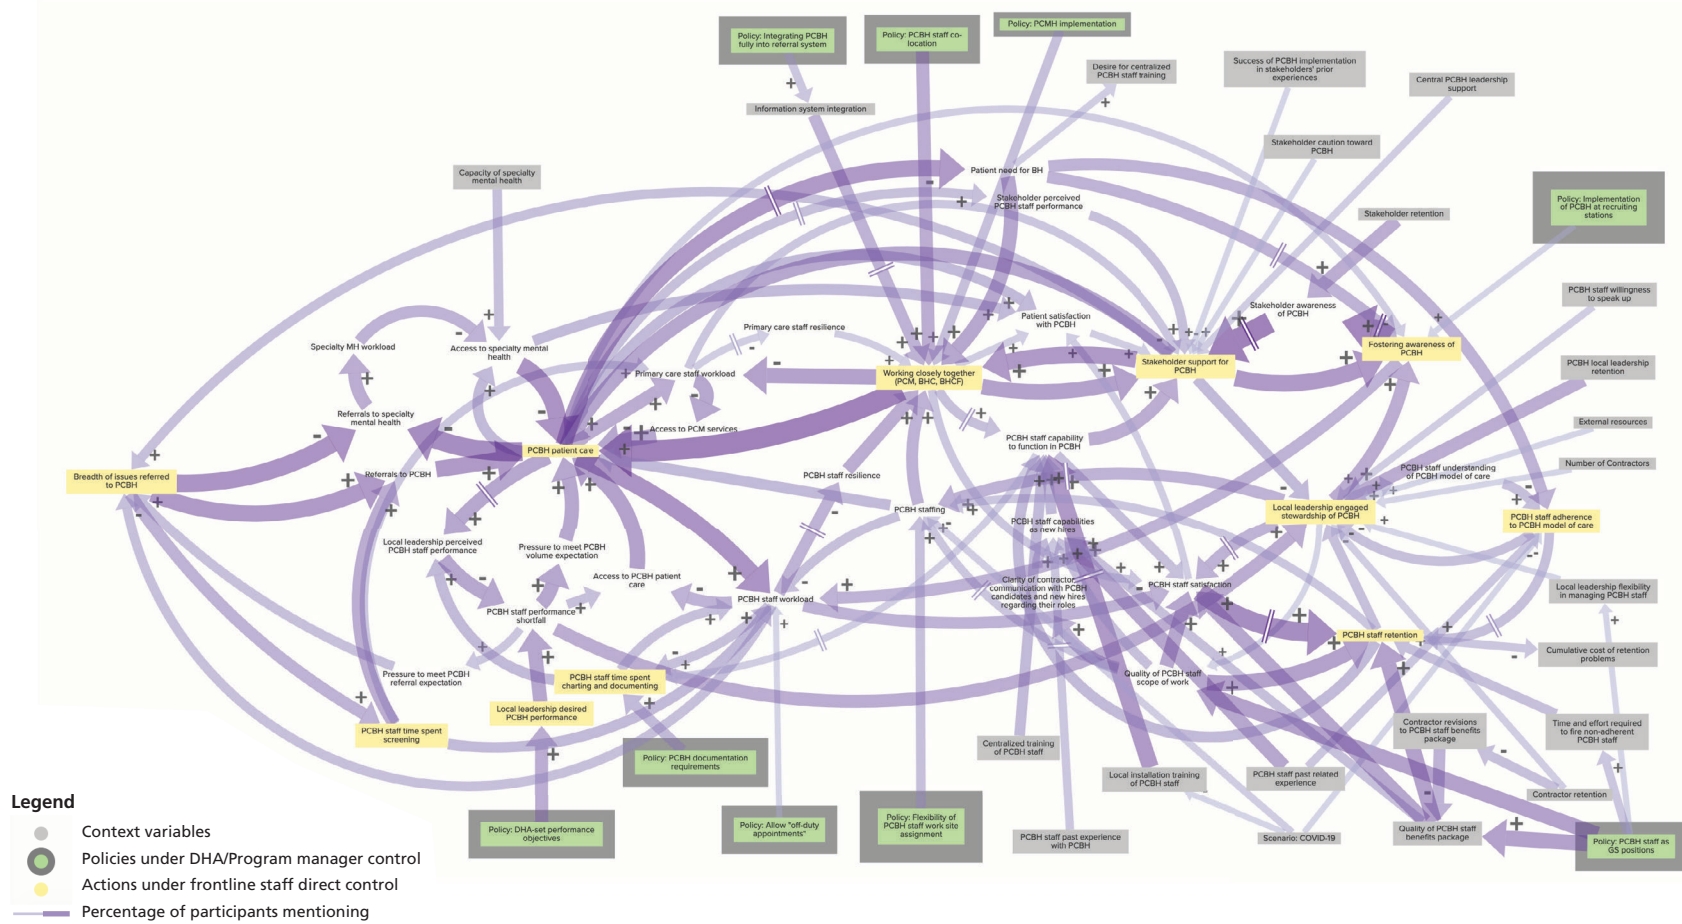 Policy: Integrating PCBH
fully into referral system
Policy: PCBH staff co-
location
Policy: PCMH implementation
Desire for centralized
PCBH staff training
Success of PCBH implementation
in stakeholders' prior
experiences
Central PCBH leadership
support
Information system integration
Stakeholder caution toward
PCBH
Capacity of specialty
mental health
Patient need for BH
Stakeholder perceived
PCBH staff performance
Stakeholder retention
Policy: Implementation
of PCBH at recruiting
stations
PCBH staff willingness
to speak up
Stakeholder awareness
of PCBH
Patient satisfaction
with PCBH
Primary care staff resilience
Specialty MH workload
Access to specialty mental
health
Fostering awareness of
PCBH
Stakeholder support for
PCBH
Primary care staff workload
Working closely together
(PCM, BHC, BHCF)
PCBH local leadership
retention
Referrals to specialty
mental health
Access to PCM services
PCBH staff capability
to function in PCBH
External resources
PCBH patient care
Number of Contractors
Breadth of issues referred
to PCBH
Referrals to PCBH
PCBH staff resilience
PCBH staff understanding
of PCBH model of care
PCBH staffing
Local leadership engaged
stewardship of PCBH
PCBH staff adherence
to PCBH model of care
PCBH staff capabilities
as new hires
Local leadership perceived
PCBH staff performance
Pressure to meet PCBH
volume expectation
Access to PCBH patient
care
Clarity of contractor
communication with PCBH
candidates and new hires
regarding their roles
PCBH staff satisfaction
Local leadership flexibility
in managing PCBH staff
PCBH staff workload
PCBH staff performance
shortfall
PCBH staff retention
Cumulative cost of retention
problems
Pressure to meet PCBH
referral expectation
PCBH staff time spent
charting and documenting
Quality of PCBH staff
scope of work
Local leadership desired
PCBH performance
PCBH staff time spent
screening
Contractor revisions
to PCBH staff benefits
package
Time and effort required
to fire non-adherent
PCBH staff
Centralized training
of PCBH staff
Policy: PCBH documentation
requirements
Local installation training
of PCBH staff
PCBH staff past related
experience
Contractor retention
Policy: DHA-set performance
objectives
Policy: Allow "off-duty
appointments"
Policy: Flexibility of
PCBH staff work site
assignment
PCBH staff past experience
with PCBH
Scenario: COVID-19
Quality of PCBH staff
benefits package
Policy: PCBH staff as
GS positions
Legend
Context variables
Policies under DHA/Program manager control
Actions under frontline staff direct control
Percentage of participants mentioning